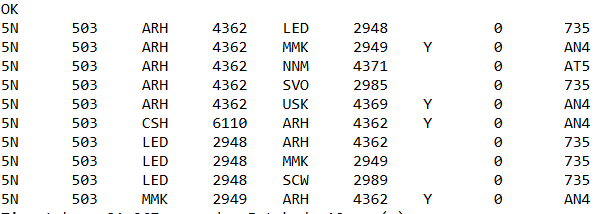 OK
5N 503 ARH 4362 LED 2948 0 735
5N 503 ARH 4362 MMK 2949 Y 0 AN4
5N 503 ARH 4362 NNM 4371 0 AT5
5N 503 ARH 4362 SVO 2985 0 735
5N 503 ARH 4362 USK 4369 Y 0 AN4
5N 503 CSH 6110 ARH 4362 Y 0 AN4
5N 503 LED 2948 ARH 4362 0 735
5N 503 LED 2948 MMK 2949 0 735
5N 503 LED 2948 SCW 2989 0 735
5N 503 MMK 2949 ARH 4362 Y 0 AN4